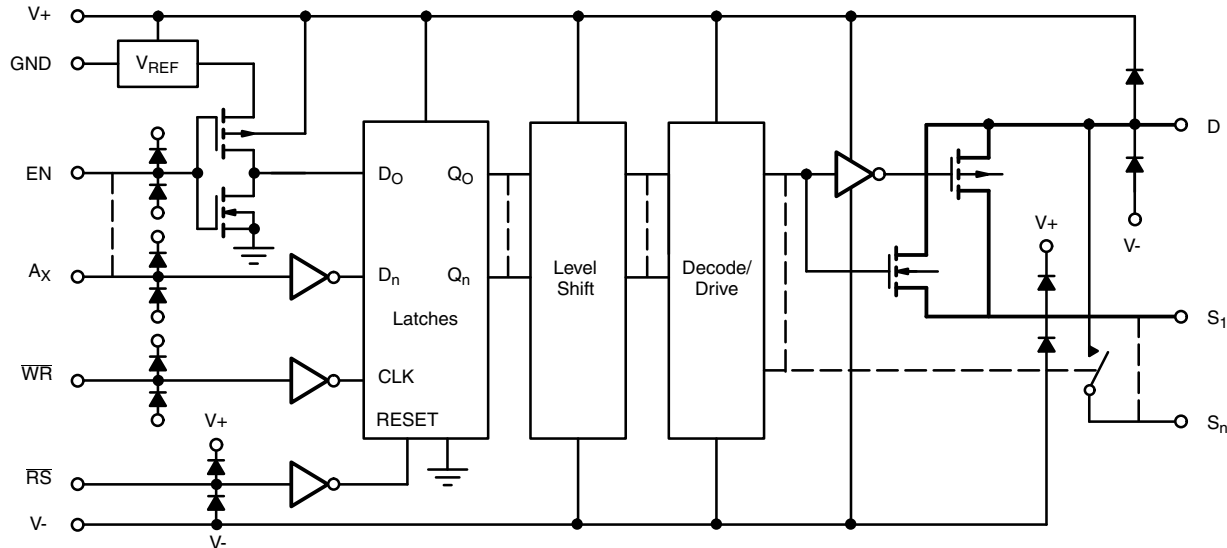 V+
GND
VREF
EN
AX
WR
RS
V-
V+
V-
DO
QO
Dn
Qn
Latches
CLK
RESET
Level
Shift
Decode/
Drive
V+
V-
D
S1
Sn